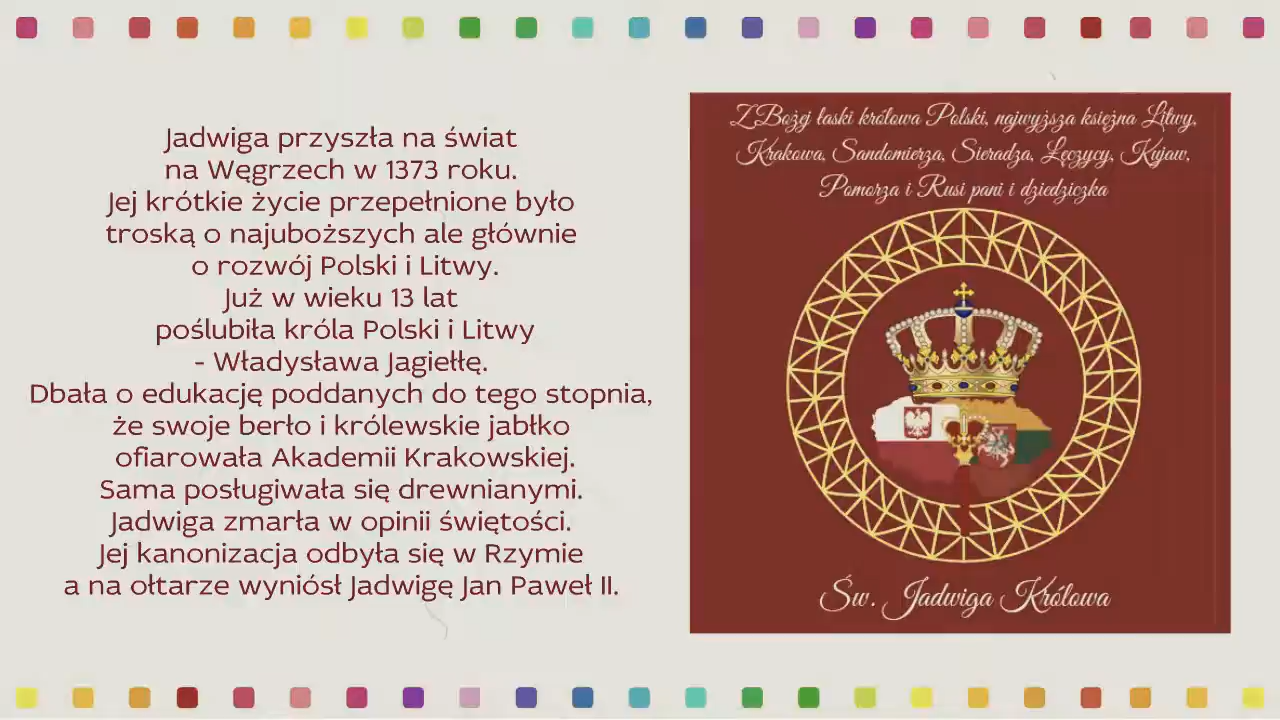 Jadwiga przyszła na świat
na Węgrzech w 1373 roku.
Jej krótkie życie przepełnione było
troską o najuboższych ale głównie
o rozwój Polski i Litwy.
Już w wieku 13 lat
poślubiła króla Polski i Litwy
- Władysława Jagiełłę.
Dbała o edukację poddanych do tego stopnia,
że swoje berło i królewskie jabłko
ofiarowała Akademii Krakowskiej.
Sama posługiwała się drewnianymi.
Jadwiga zmarła w opinii świętości.
Jej kanonizacja odbyła się w Rzymie
a na ołtarze wyniósł Jadwigę Jan Paweł II.
Z Bożej łaski królowa Polski, najwyższa księżna Litwy,
Krakowa, Sandomierza, Sieradza, Łęczycy, Kujaw,
Pomorza i Rusi pani i dziedziczka
Św. Jadwiga Królowa